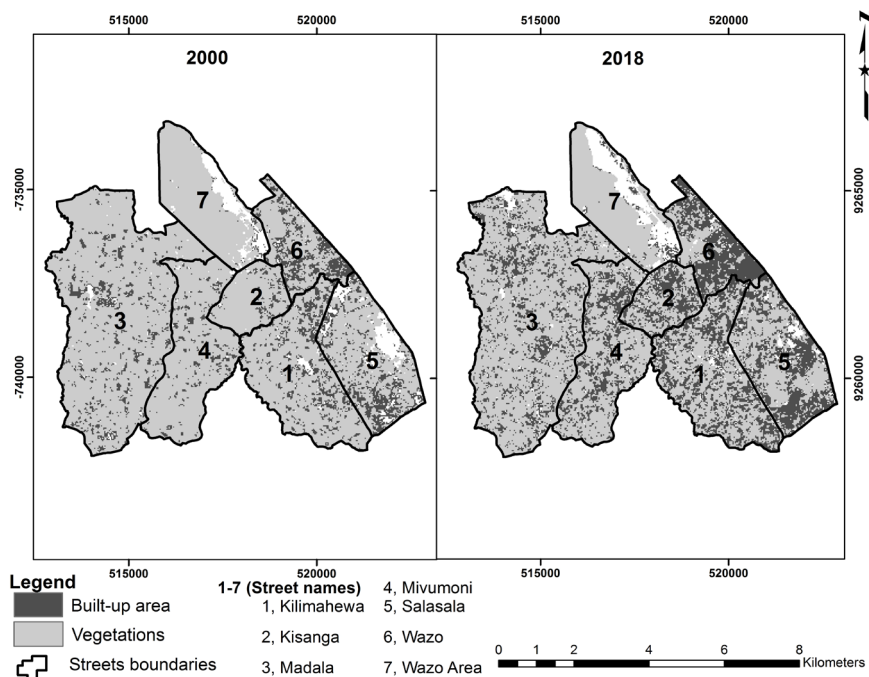 515000 520000 515000 520000
2000 2018
-735000
-740000
9265000
9260000
7
6
2
3
4
1
5
7
6
2
3
4
1
5
515000 520000 515000 520000
Legend
Built-up area
Vegetations
Streets boundaries
1-7 (Street names)
1, Kilimahewa
2, Kisanga
3, Madala
4, Mivumoni
5, Salasala
6, Wazo
7, Wazo Area
0 1 2 4 6 8
Kilometers